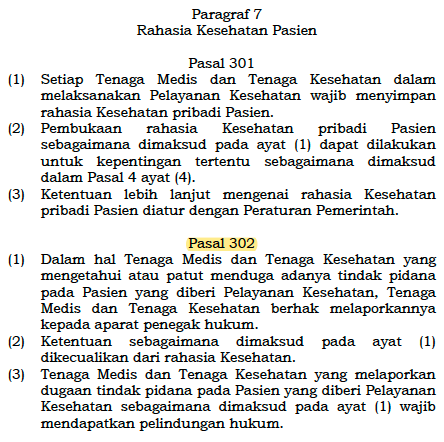 Paragraf 7
Rahasia Kesehatan Pasien
Pasal 301
(1) Setiap Tenaga Medis dan Tenaga Kesehatan dalam
melaksanakan Pelayanan Kesehatan wajib menyimpan
rahasia Kesehatan pribadi Pasien.
(2) Pembukaan rahasia Kesehatan pribadi Pasien
sebagaimana dimaksud pada ayat (1) dapat dilakukan
untuk kepentingan tertentu sebagaimana dimaksud
dalam Pasal 4 ayat (4).
(3) Ketentuan lebih lanjut mengenai rahasia Kesehatan
pribadi Pasien diatur dengan Peraturan Pemerintah.
Pasal 302
(1) Dalam hal Tenaga Medis dan Tenaga Kesehatan yang
mengetahui atau patut menduga adanya tindak pidana
pada Pasien yang diberi Pelayanan Kesehatan, Tenaga
Medis dan Tenaga Kesehatan berhak melaporkannya
kepada aparat penegak hukum.
(2) Ketentuan sebagaimana dimaksud pada ayat (1)
dikecualikan dari rahasia Kesehatan.
(3) Tenaga Medis dan Tenaga Kesehatan yang melaporkan
dugaan tindak pidana pada Pasien yang diberi Pelayanan
Kesehatan sebagaimana dimaksud pada ayat (1) wajib
mendapatkan pelindungan hukum.